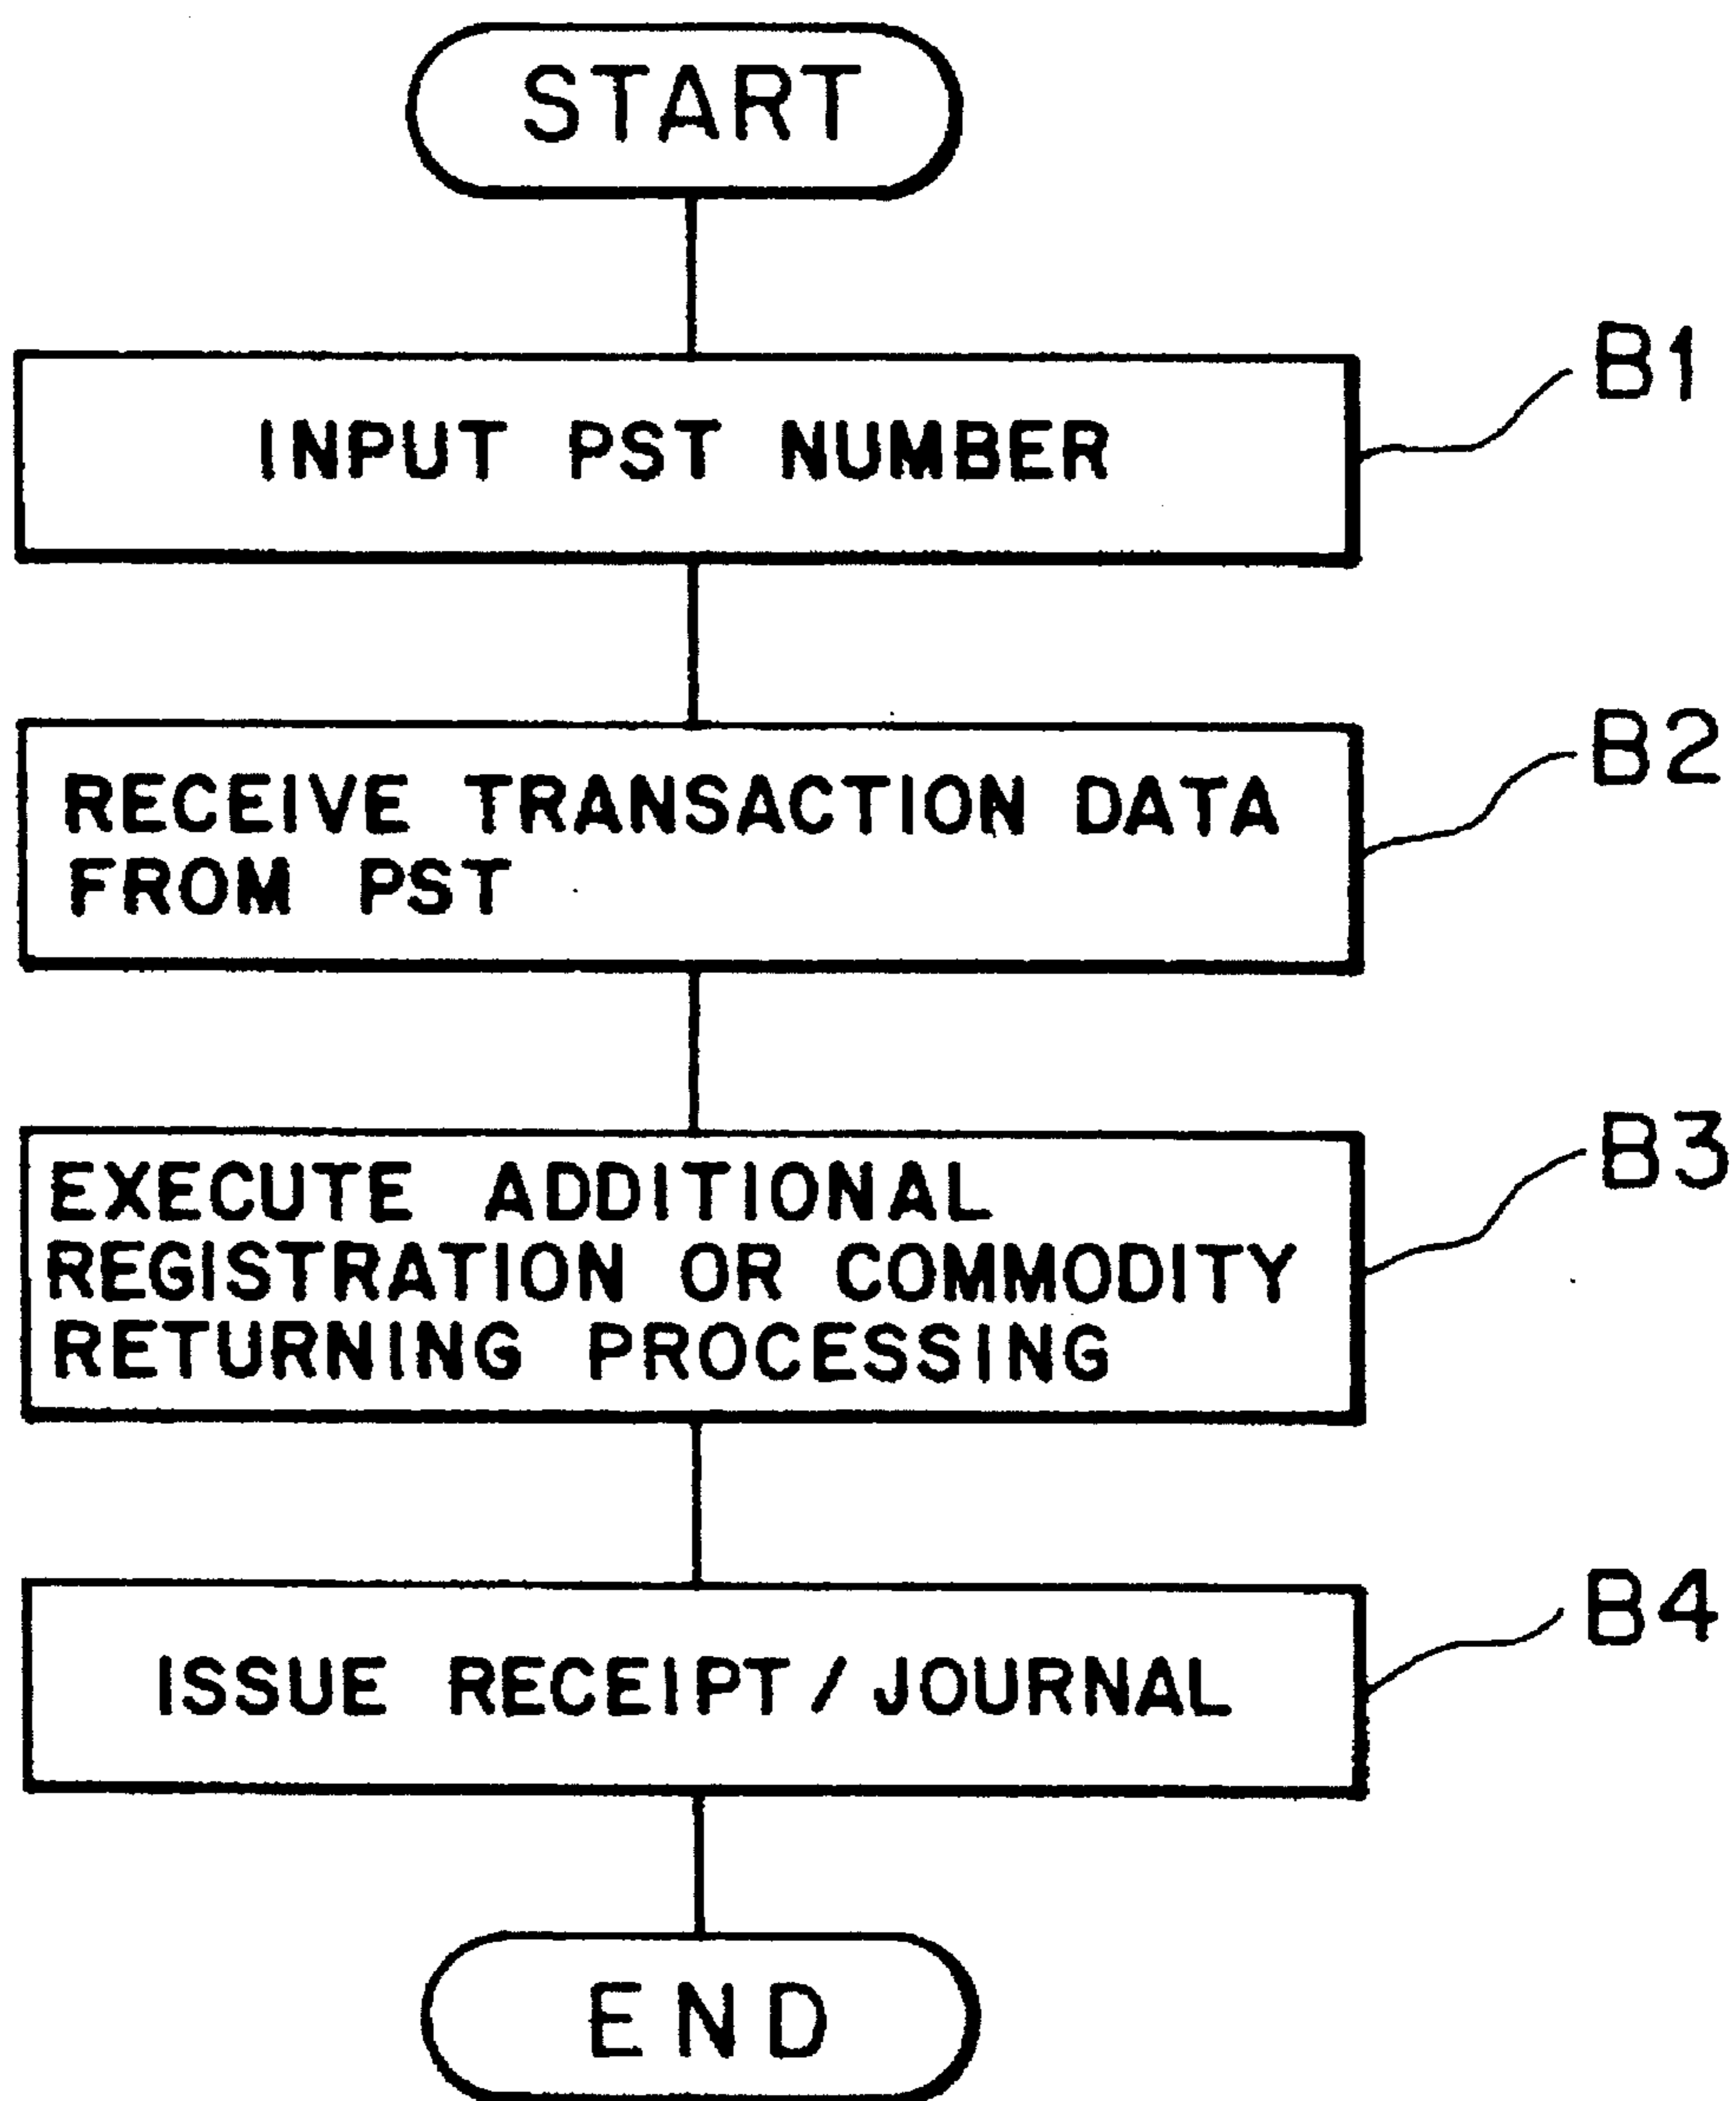 START
B1
INPUT PST NUMBER
B2
RECEIVE TRANSACTION DATA
FROM PST
B3
EXECUTE ADDITIONAL
REGISTRATION OR COMMODITY
RETURNING PROCESSING
B4
ISSUE RECEIPT/JOURNAL
END